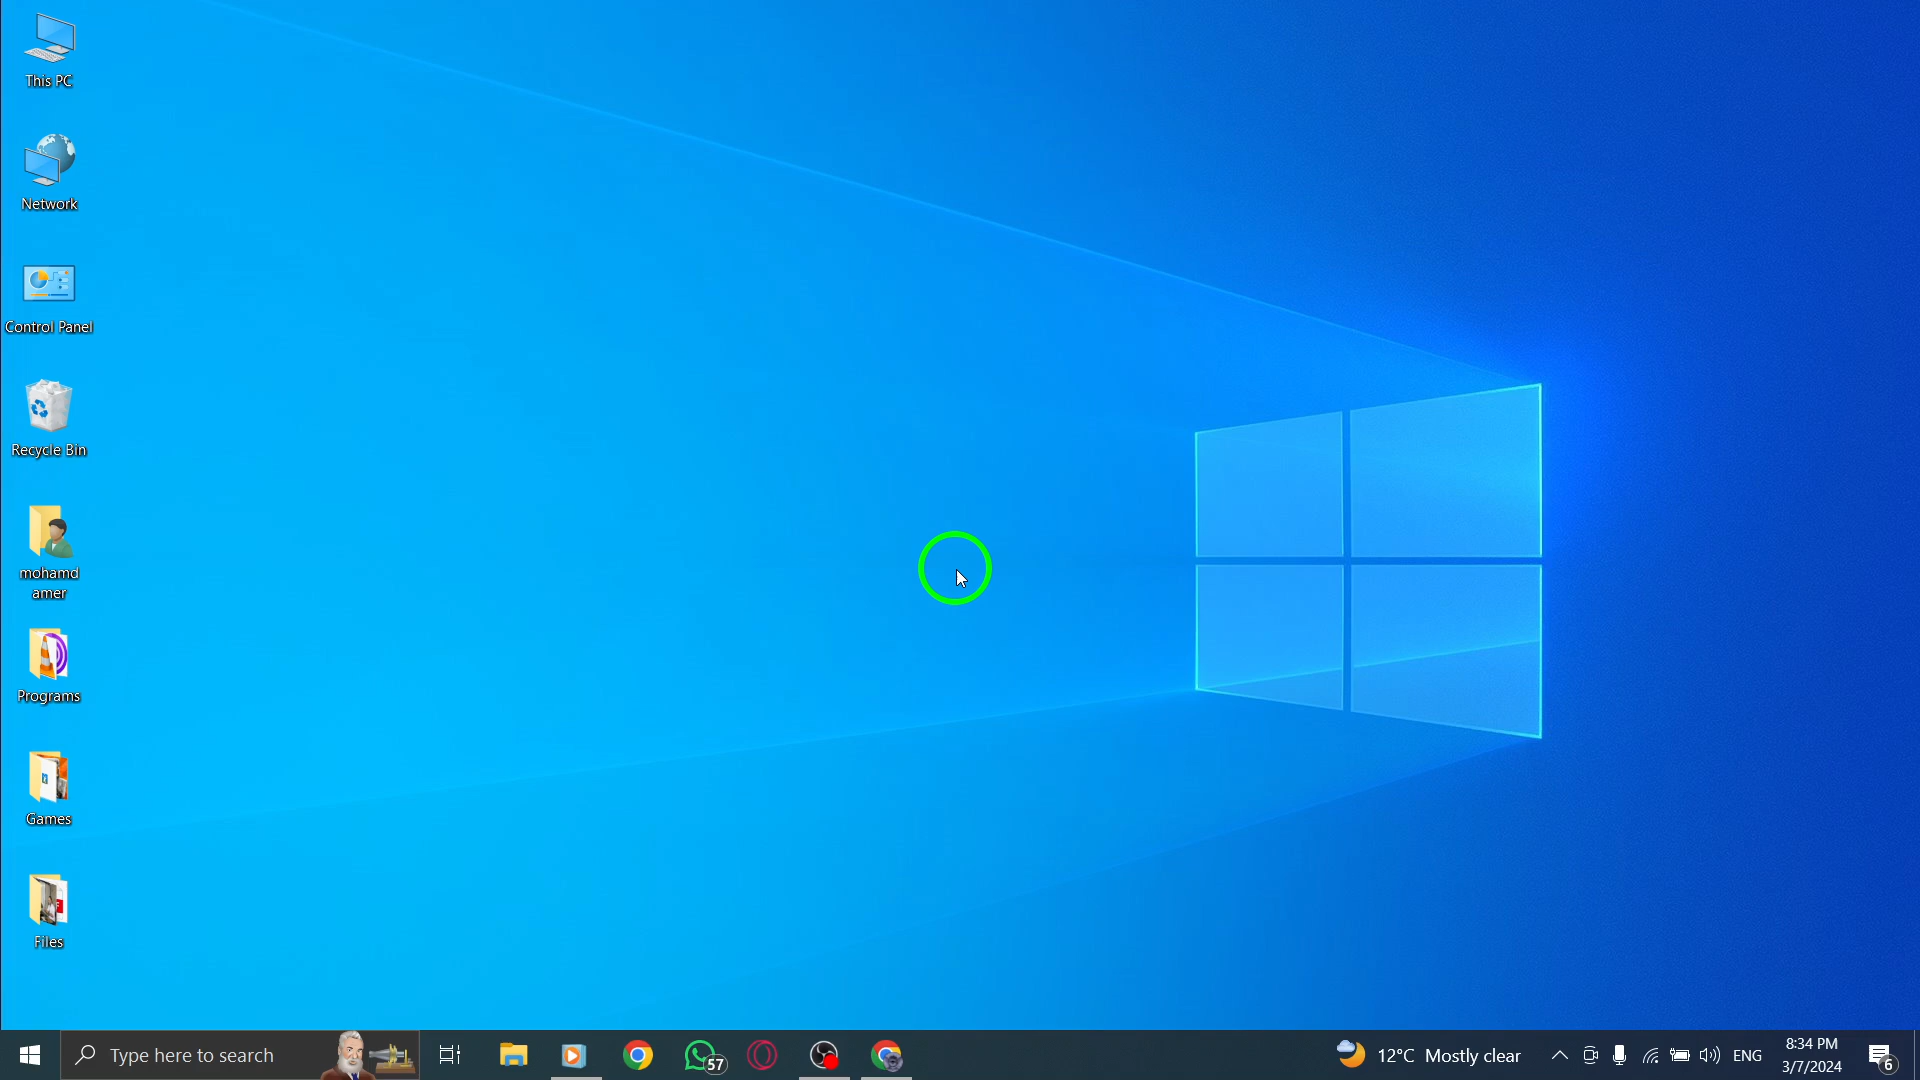 This PC
Network
Control Panel
Recycle Bin
mohamd
amer
Programs
Games
Files
Type here to search
57
12°C Mostly clear
ENG
8:34 PM
3/7/2024
6